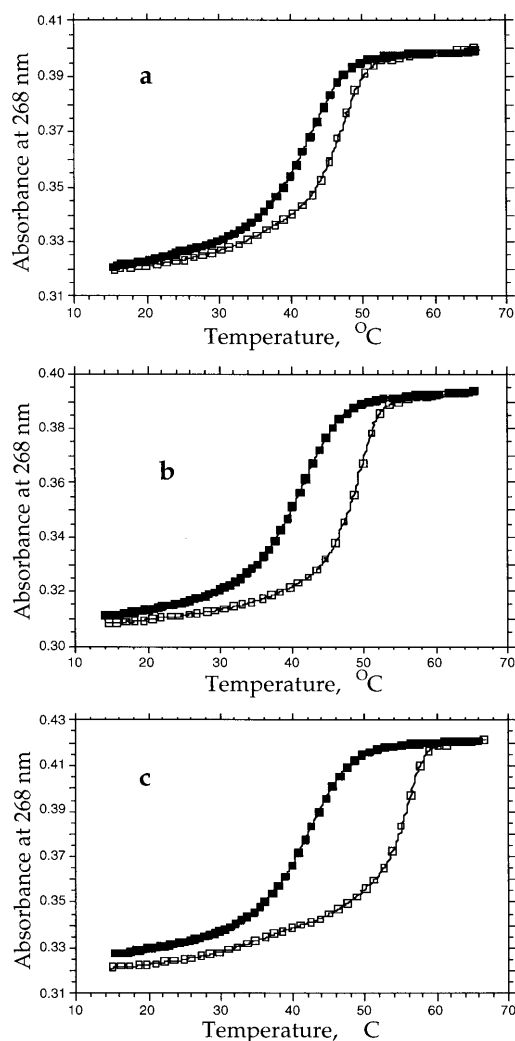 a
0.41
0.39
0.37
0.35
0.33
0.31
10 20 30 40 50 60 70
Absorbance at 268 nm
Temperature, °C
b
0.40
0.38
0.36
0.34
0.32
0.30
10 20 30 40 50 60 70
Absorbance at 268 nm
Temperature, °C
c
0.43
0.41
0.39
0.37
0.35
0.33
0.31
10 20 30 40 50 60 70
Absorbance at 268 nm
Temperature, C